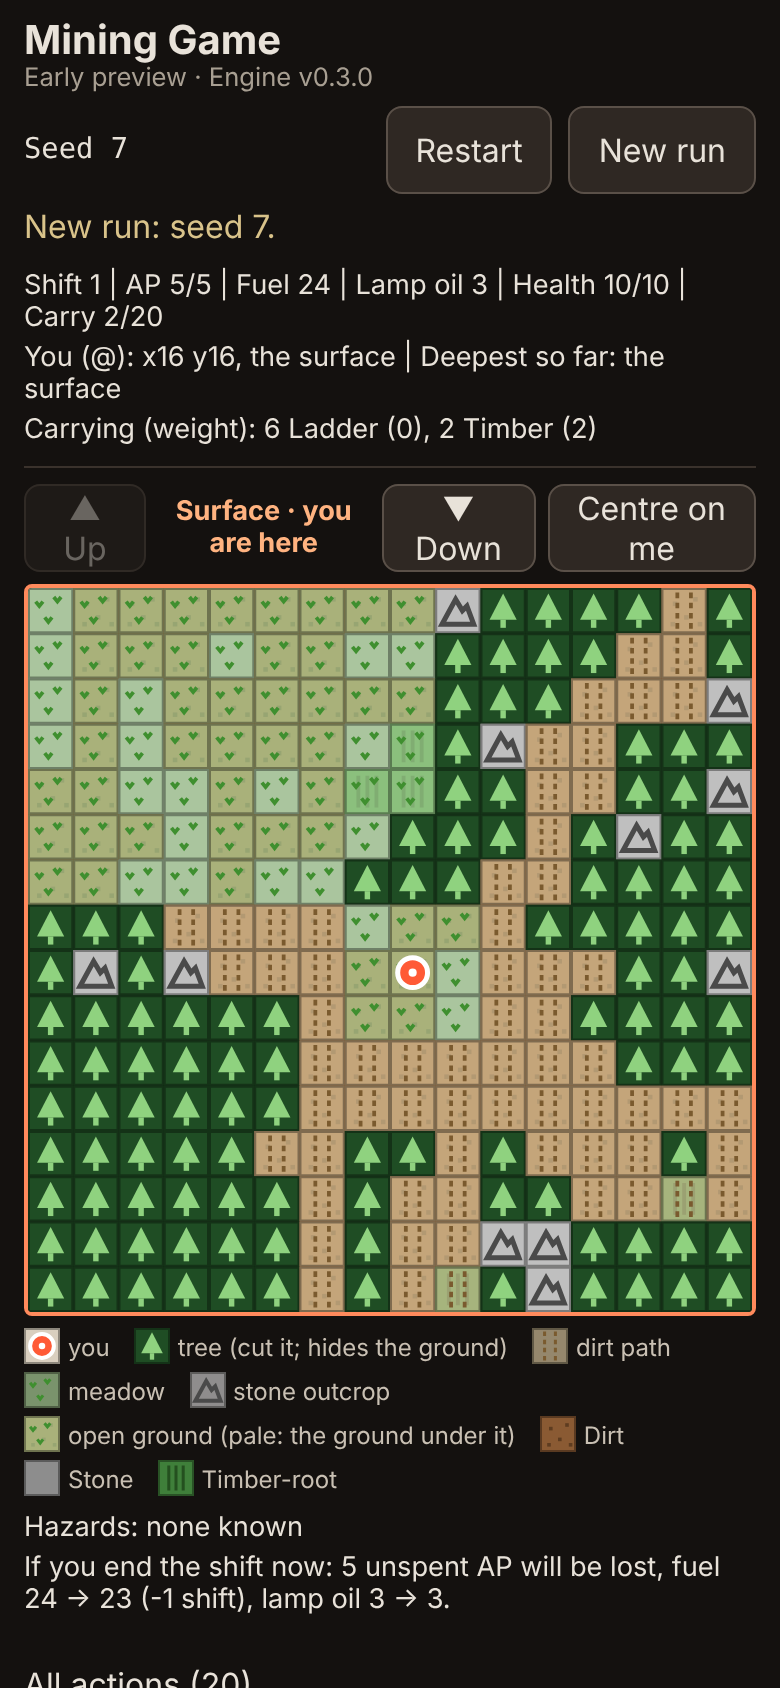 Mining Game
Early preview · Engine v0.3.0
Seed 7
Restart
New run
New run: seed 7.
Shift 1 | AP 5/5 | Fuel 24 | Lamp oil 3 | Health 10/10 |
Carry 2/20
You (@): x16 y16, the surface | Deepest so far: the
surface
Carrying (weight): 6 Ladder (0), 2 Timber (2)
▲
Up
Surface · you
are here
▼
Down
Centre on
me
you
tree (cut it; hides the ground)
dirt path
meadow
stone outcrop
open ground (pale: the ground under it)
Dirt
Stone
Timber-root
Hazards: none known
If you end the shift now: 5 unspent AP will be lost, fuel
24 → 23 (-1 shift), lamp oil 3 → 3.
All actions (20)